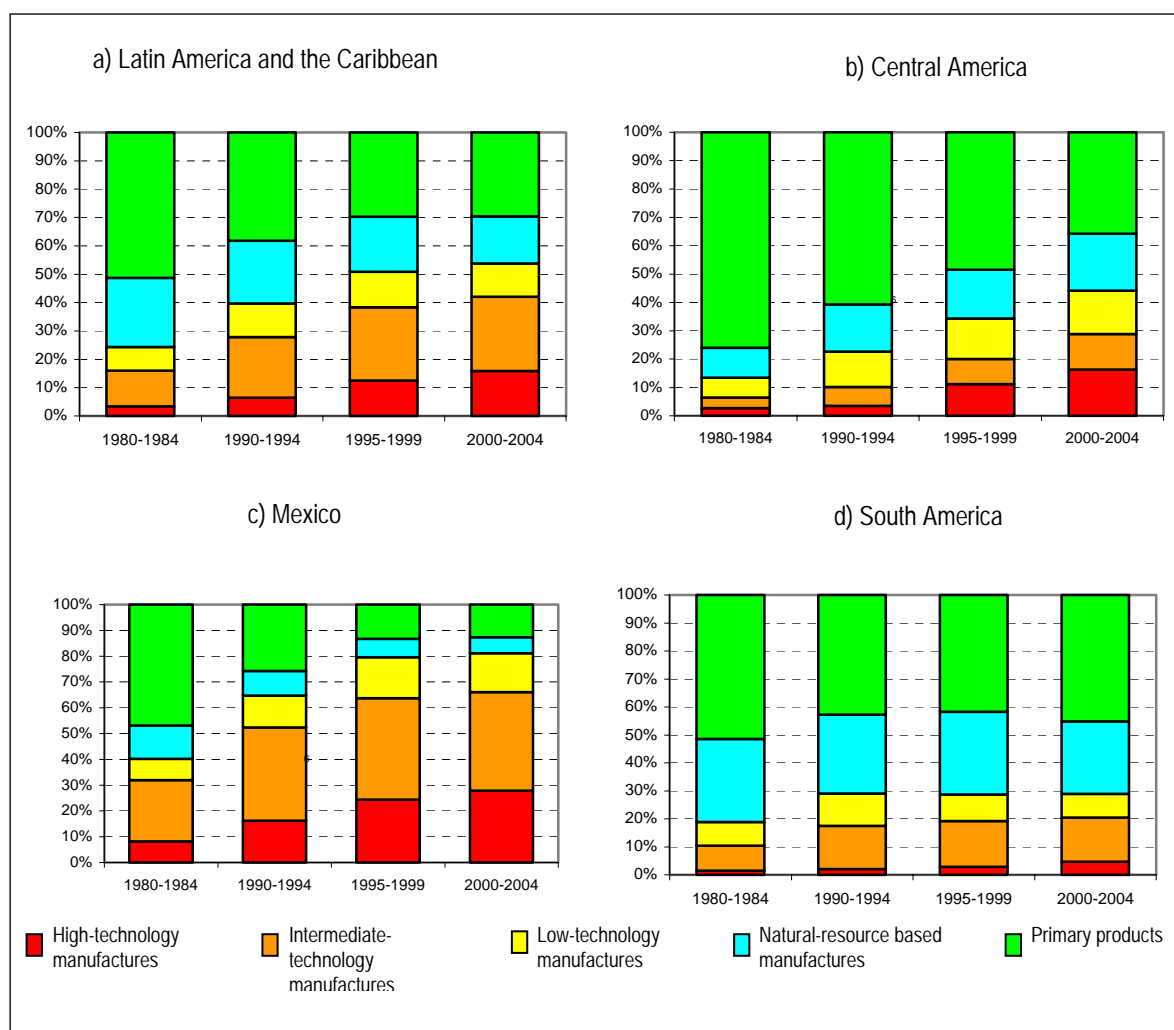 a) Latin America and the Caribbean
b) Central America
100%
90%
80%
70%
60%
50%
40%
30%
20%
10%
0%
1980-1984 1990-1994 1995-1999 2000-2004
100%
90%
80%
70%
60%
50%
40%
30%
20%
10%
0%
1980-1984 1990-1994 1995-1999 2000-2004
c) Mexico
d) South America
100%
90%
80%
70%
60%
50%
40%
30%
20%
10%
0%
1980-1984 1990-1994 1995-1999 2000-2004
100%
90%
80%
70%
60%
50%
40%
30%
20%
10%
0%
1980-1984 1990-1994 1995-1999 2000-2004
High-technology
manufactures
Intermediate-
technology
manufactures
Low-technology
manufactures
Natural-resource based
manufactures
Primary products